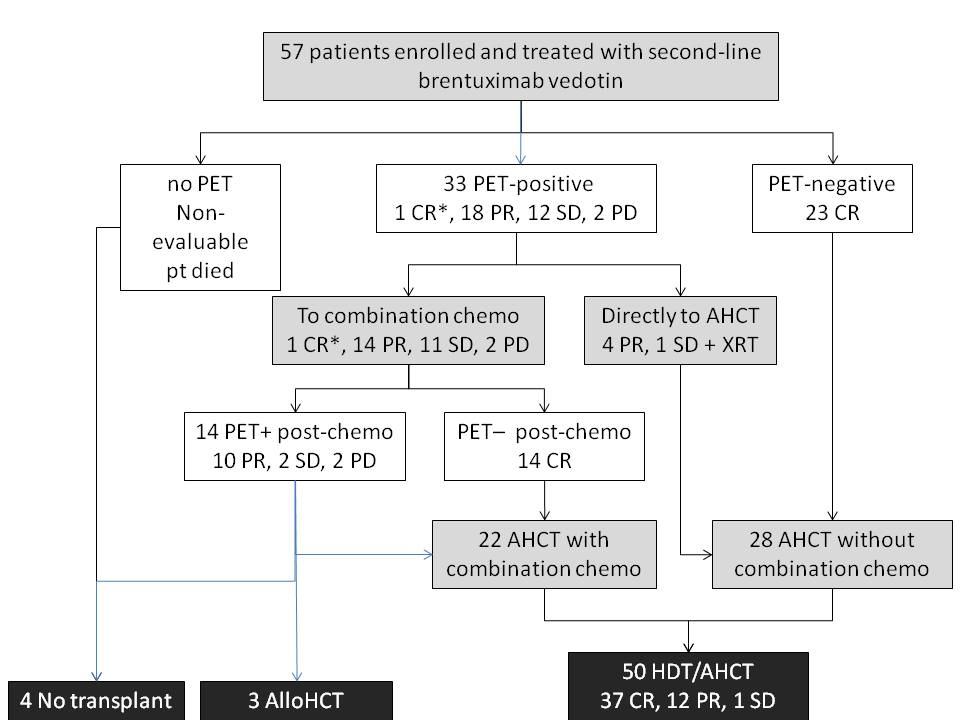 57 patients enrolled and treated with second-line
brentuximab vedotin
no PET
Non-
evaluable
pt died
33 PET-positive
1 CR*, 18 PR, 12 SD, 2 PD
PET-negative
23 CR
To combination chemo
1 CR*, 14 PR, 11 SD, 2 PD
Directly to AHCT
4 PR, 1 SD + XRT
14 PET+ post-chemo
10 PR, 2 SD, 2 PD
PET– post-chemo
14 CR
22 AHCT with
combination chemo
28 AHCT without
combination chemo
4 No transplant
3 AlloHCT
50 HDT/AHCT
37 CR, 12 PR, 1 SD